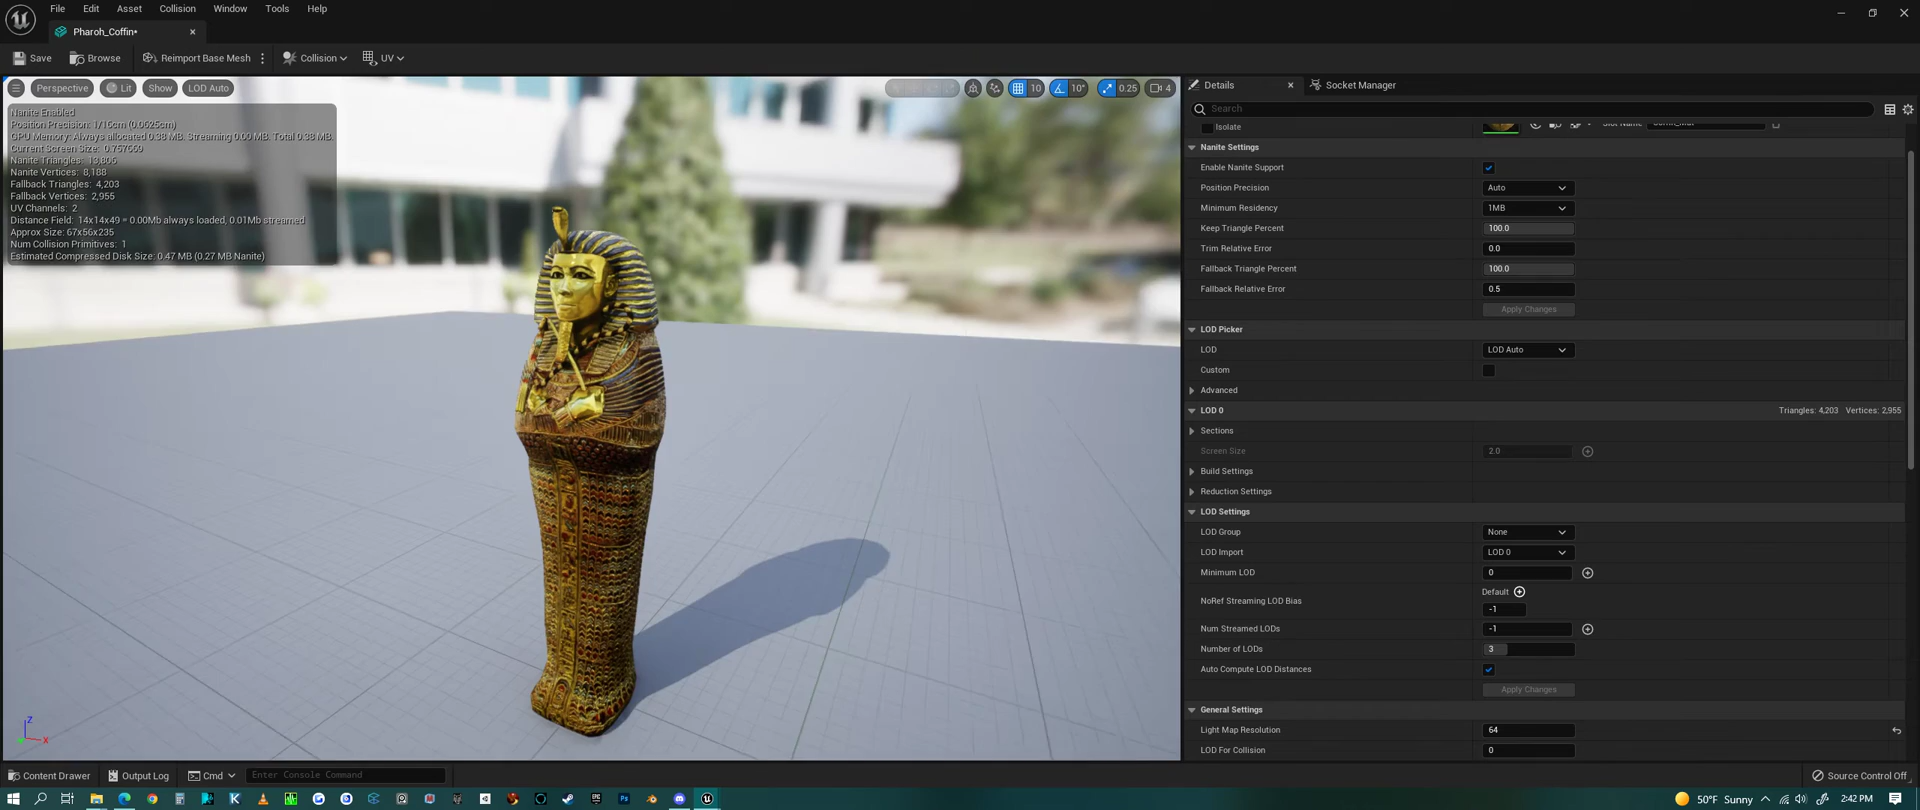 File Edit Asset Collision Window Tools Help
Pharoh_Coffin*
Save Browse Reimport Base Mesh Collision UV
Perspective Lit Show LOD Auto 10 10° 0.25 4
Nanite Enabled
Position Precision: 1/16cm (0.0625cm)
GPU Memory: Always allocated 0.38 MB. Streaming 0.00 MB. Total 0.38 MB.
Current Screen Size: 0.757660
Nanite Triangles: 13,806
Nanite Vertices: 8,188
Fallback Triangles: 4,203
Fallback Vertices: 2,955
UV Channels: 2
Distance Field: 14x14x49 = 0.00Mb always loaded, 0.01Mb streamed
Approx Size: 67x56x235
Num Collision Primitives: 1
Estimated Compressed Disk Size: 0.47 MB (0.27 MB Nanite)
Z
X
Details Socket Manager
Search
Isolate Slot Name
Nanite Settings
Enable Nanite Support
Position Precision Auto
Minimum Residency 1MB
Keep Triangle Percent 100.0
Trim Relative Error 0.0
Fallback Triangle Percent 100.0
Fallback Relative Error 0.5
Apply Changes
LOD Picker
LOD LOD Auto
Custom
Advanced
LOD 0 Triangles: 4,203 Vertices: 2,955
Sections
Screen Size 2.0
Build Settings
Reduction Settings
LOD Settings
LOD Group None
LOD Import LOD 0
Minimum LOD 0
Default
NoRef Streaming LOD Bias
-1
Num Streamed LODs -1
Number of LODs 3
Auto Compute LOD Distances
Apply Changes
General Settings
Light Map Resolution 64
LOD For Collision 0
Content Drawer Output Log Cmd Enter Console Command Source Control Off
50°F Sunny 2:42 PM